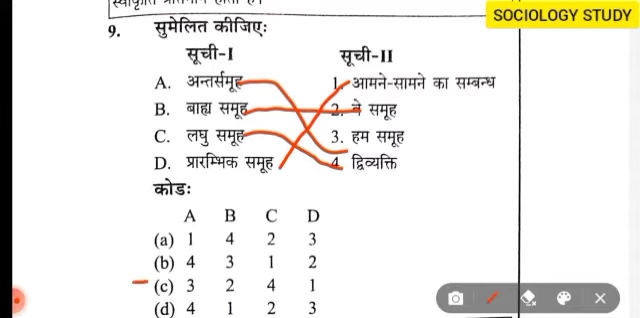 SOCIOLOGY STUDY
9. सुमेलित कीजिएः
सूची-I सूची-II
A. अन्तर्समूह 1. आमने-सामने का सम्बन्ध
B. बाह्य समूह 2. वे समूह
C. लघु समूह 3. हम समूह
D. प्रारम्भिक समूह 4. द्विव्यक्ति
कोडः
A B C D
(a) 1 4 2 3
(b) 4 3 1 2
(c) 3 2 4 1
(d) 4 1 2 3